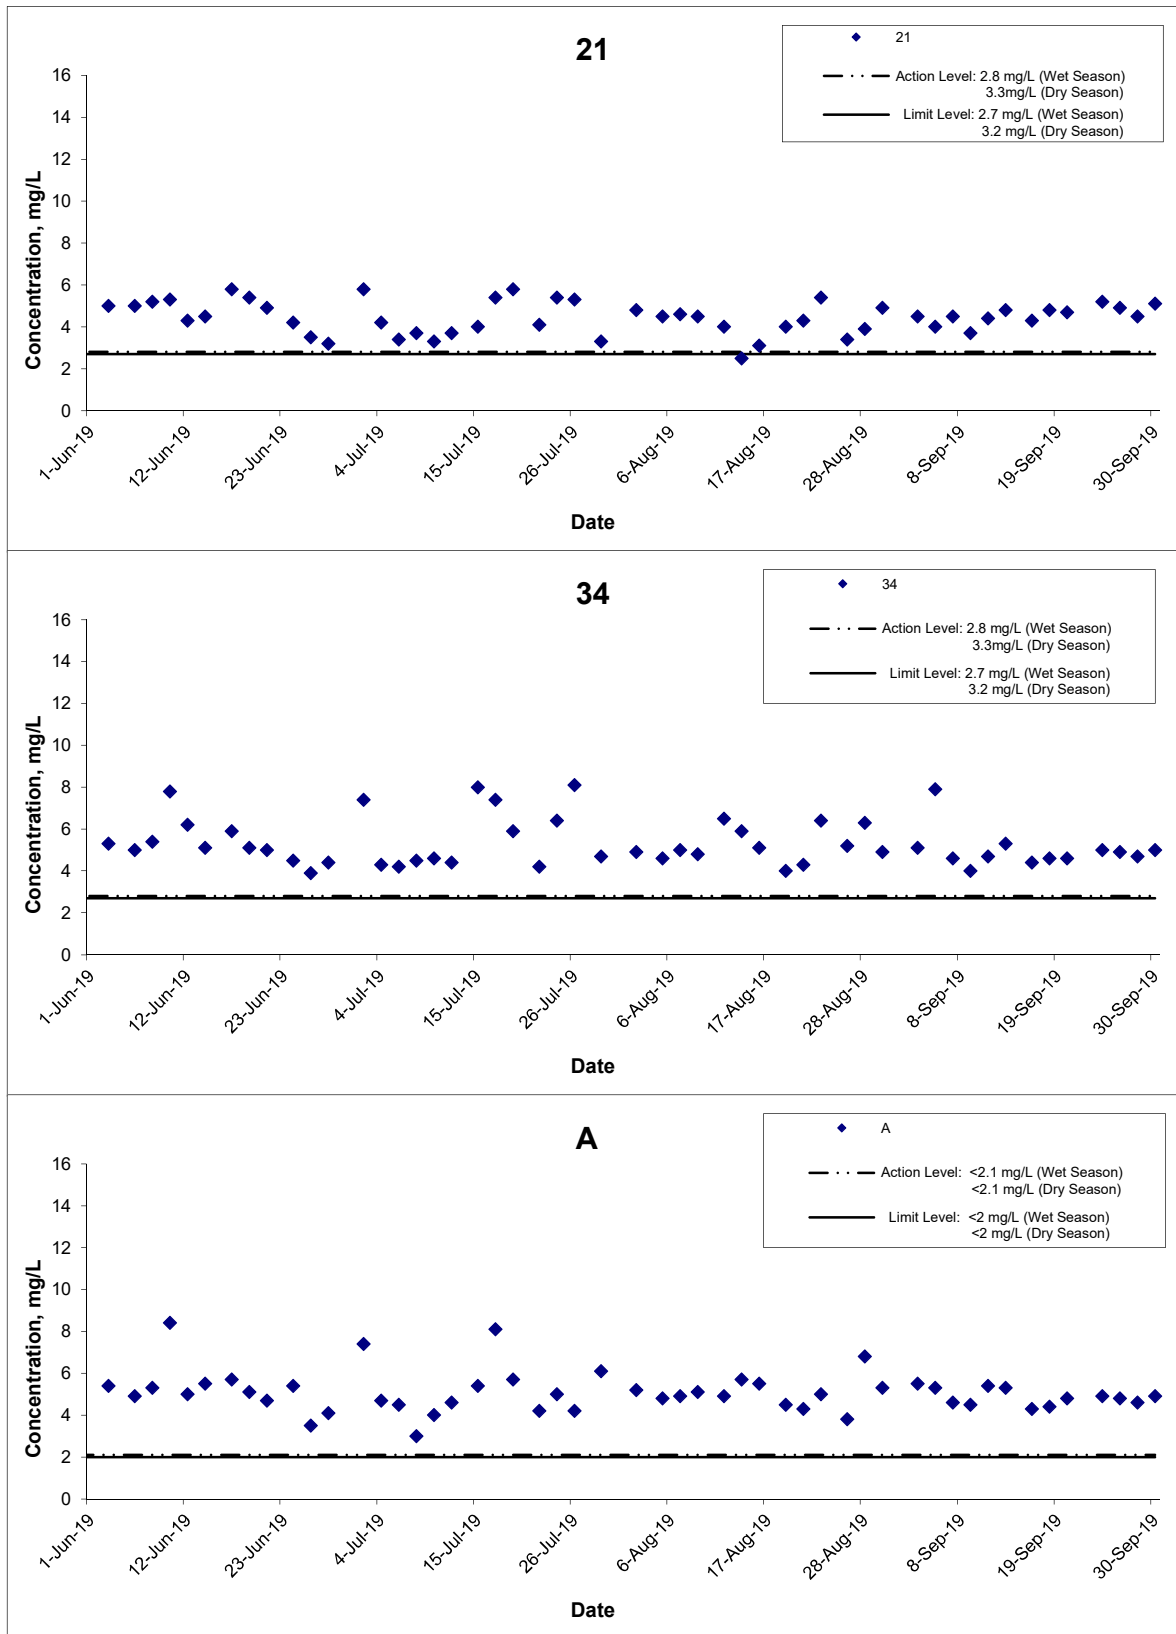 21
21
Action Level: 2.8 mg/L (Wet Season)
3.3mg/L (Dry Season)
Limit Level: 2.7 mg/L (Wet Season)
3.2 mg/L (Dry Season)
Concentration, mg/L
16
14
12
10
8
6
4
2
0
1-Jun-19
12-Jun-19
23-Jun-19
4-Jul-19
15-Jul-19
26-Jul-19
6-Aug-19
17-Aug-19
28-Aug-19
8-Sep-19
19-Sep-19
30-Sep-19
Date
34
34
Action Level: 2.8 mg/L (Wet Season)
3.3mg/L (Dry Season)
Limit Level: 2.7 mg/L (Wet Season)
3.2 mg/L (Dry Season)
Concentration, mg/L
16
14
12
10
8
6
4
2
0
1-Jun-19
12-Jun-19
23-Jun-19
4-Jul-19
15-Jul-19
26-Jul-19
6-Aug-19
17-Aug-19
28-Aug-19
8-Sep-19
19-Sep-19
30-Sep-19
Date
A
A
Action Level: <2.1 mg/L (Wet Season)
<2.1 mg/L (Dry Season)
Limit Level: <2 mg/L (Wet Season)
<2 mg/L (Dry Season)
Concentration, mg/L
16
14
12
10
8
6
4
2
0
1-Jun-19
12-Jun-19
23-Jun-19
4-Jul-19
15-Jul-19
26-Jul-19
6-Aug-19
17-Aug-19
28-Aug-19
8-Sep-19
19-Sep-19
30-Sep-19
Date